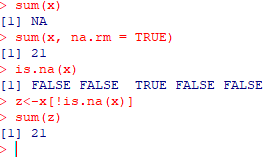 > sum(x)
[1] NA
> sum(x, na.rm = TRUE)
[1] 21
> is.na(x)
[1] FALSE FALSE  TRUE FALSE FALSE
> z<-x[!is.na(x)]
> sum(z)
[1] 21
>